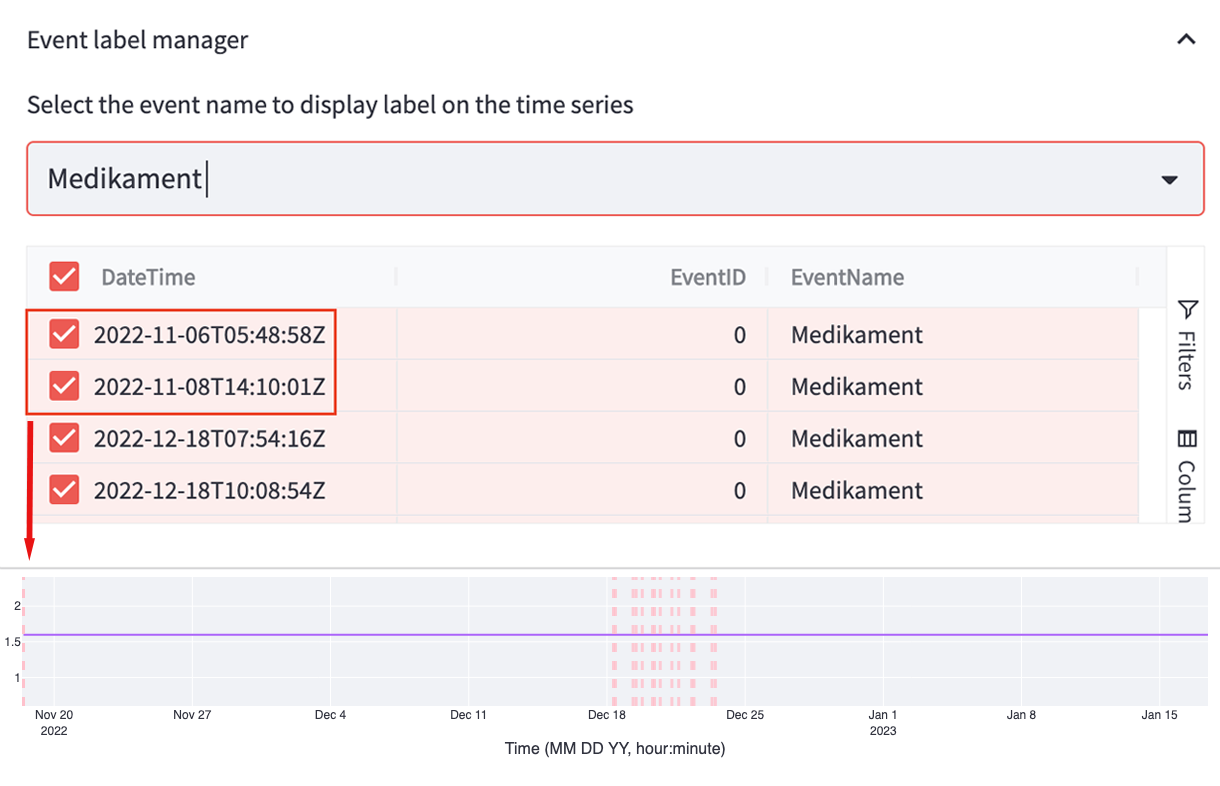 Event label manager
Select the event name to display label on the time series
Medikament
DateTime EventID EventName
2022-11-06T05:48:58Z 0 Medikament
2022-11-08T14:10:01Z 0 Medikament
2022-12-18T07:54:16Z 0 Medikament
2022-12-18T10:08:54Z 0 Medikament
Filters
Colum
2
1.5
1
Nov 20 Nov 27 Dec 4 Dec 11 Dec 18 Dec 25 Jan 1 Jan 8 Jan 15
2022 2023
Time (MM DD YY, hour:minute)